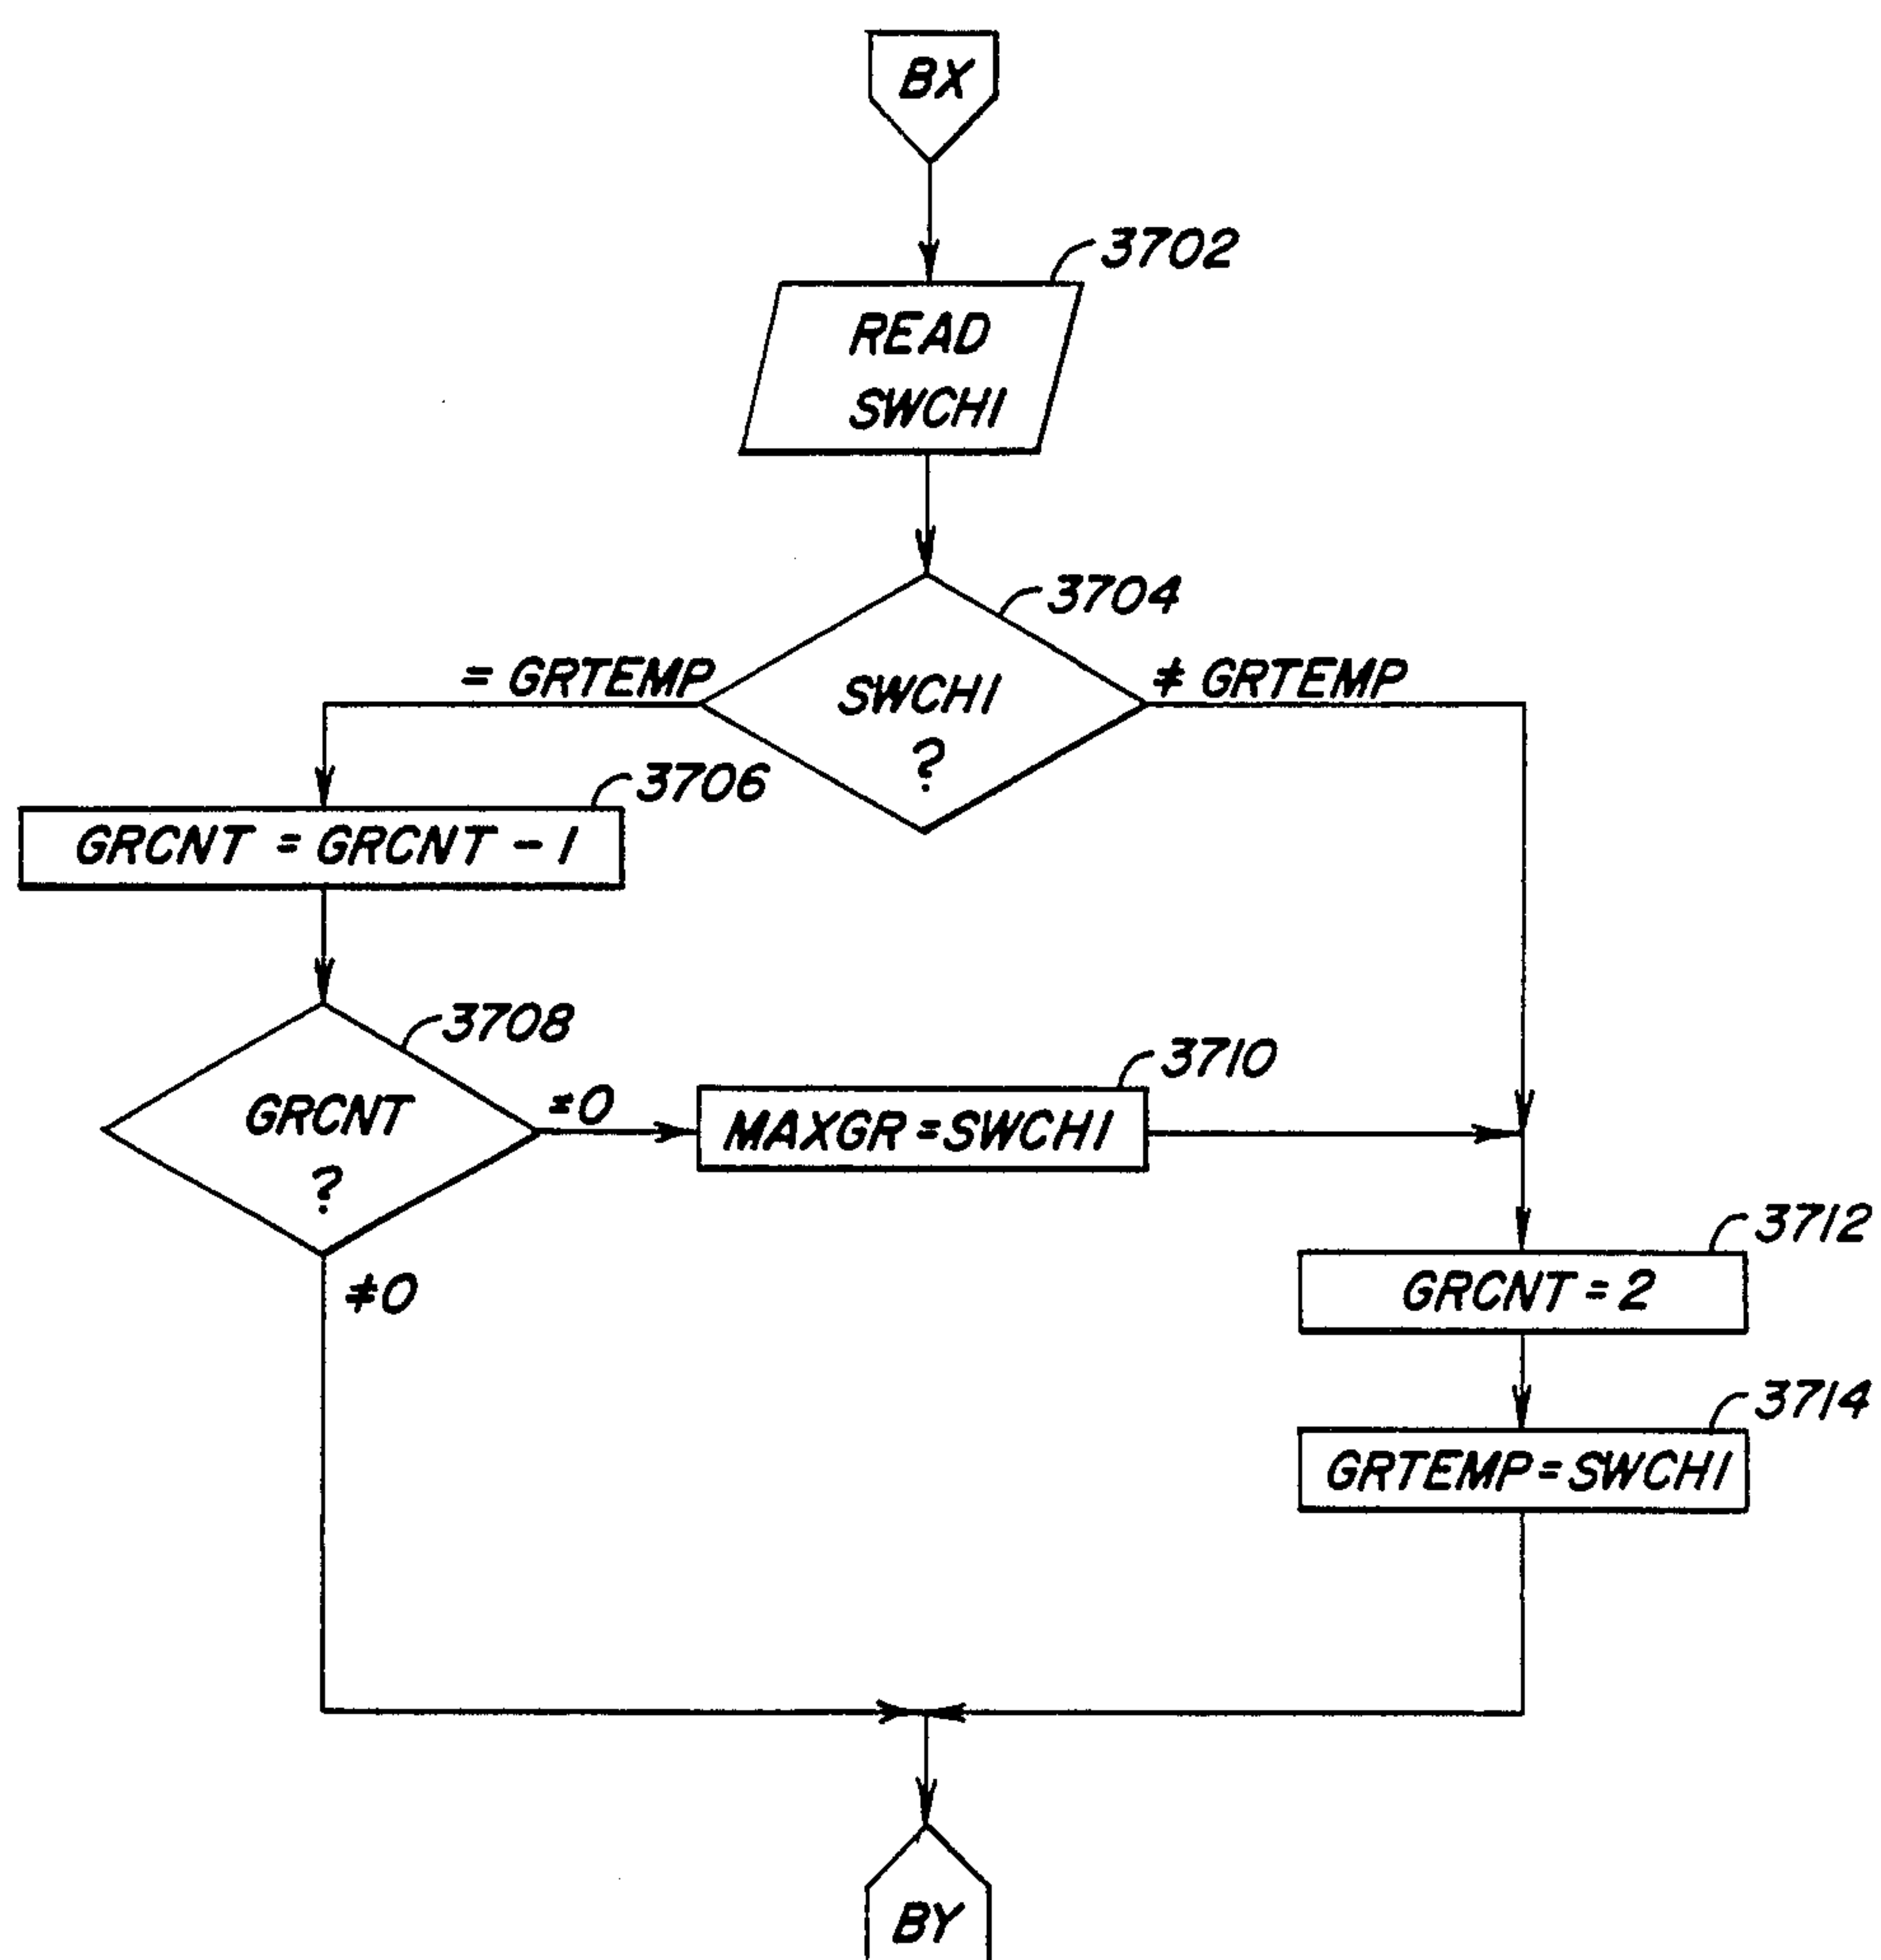 BX
3702
READ
SWCHI
3704
= GRTEMP
SWCHI
?
≠ GRTEMP
3706
GRCNT = GRCNT - 1
3708
GRCNT
?
=0
≠0
3710
MAXGR = SWCHI
3712
GRCNT = 2
3714
GRTEMP = SWCHI
BY